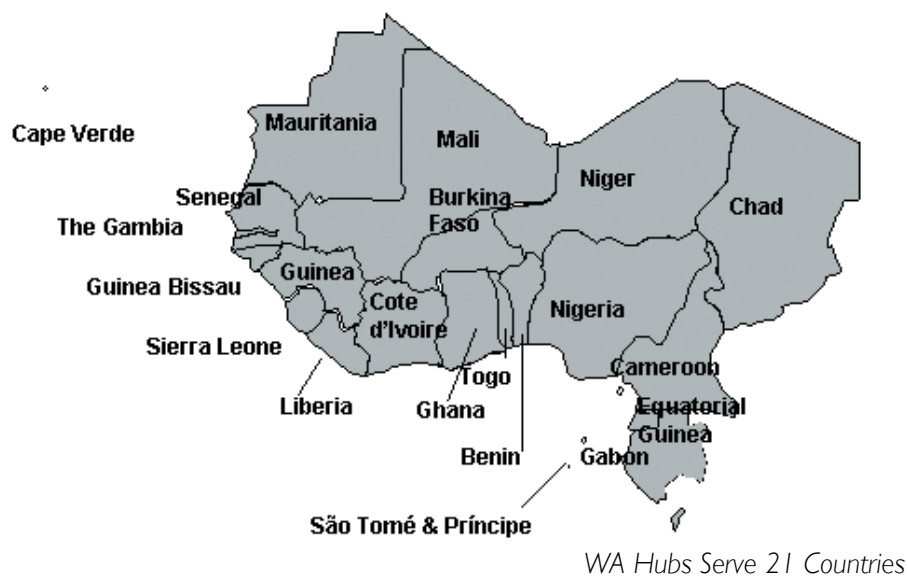 Cape Verde
Mauritania
Mali
Niger
Chad
Senegal
Burkina
Faso
The Gambia
Guinea Bissau
Guinea
Cote
d'Ivoire
Nigeria
Sierra Leone
Liberia
Togo
Ghana
Cameroon
Equatorial
Guinea
Benin
Gabon
São Tomé & Príncipe
WA Hubs Serve 21 Countries